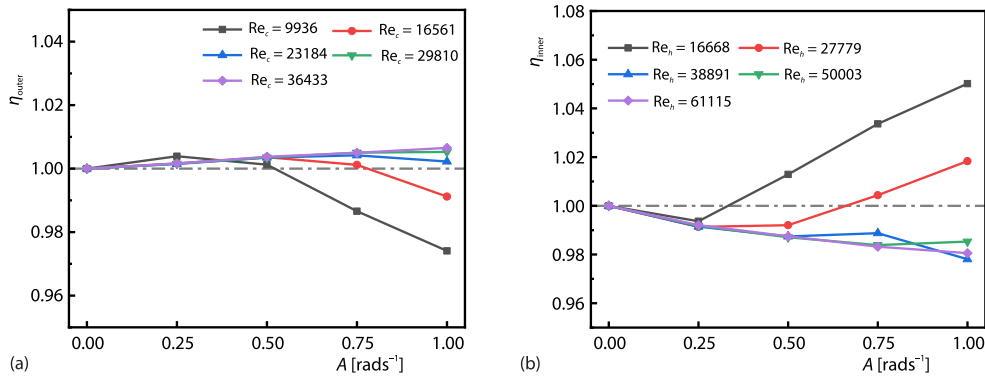 1.04
1.02
1.00
0.98
0.96
η_outer
Re_c = 9936
Re_c = 16561
Re_c = 23184
Re_c = 29810
Re_c = 36433
0.00 0.25 0.50 0.75 1.00
(a)
A [rads⁻¹]
1.08
1.06
1.04
1.02
1.00
0.98
0.96
η_inner
Re_h = 16668
Re_h = 27779
Re_h = 38891
Re_h = 50003
Re_h = 61115
0.00 0.25 0.50 0.75 1.00
(b)
A [rads⁻¹]